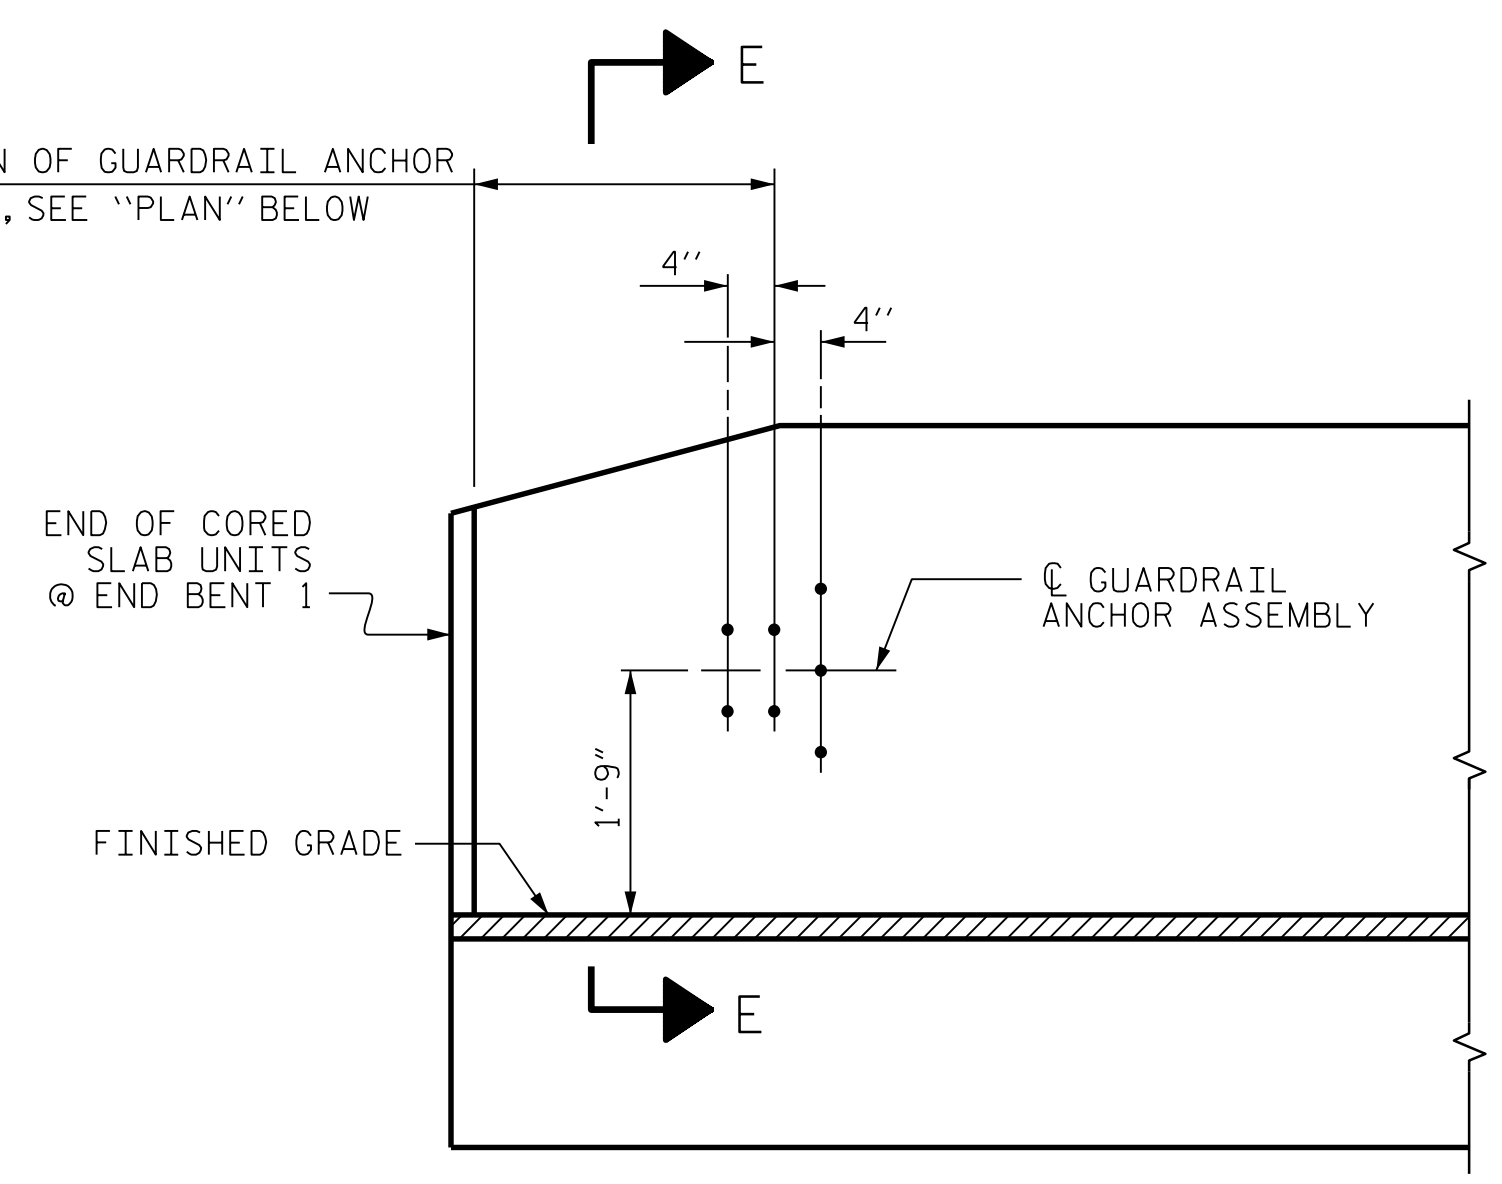 E
OF GUARDRAIL ANCHOR
, SEE "PLAN" BELOW
4"
4"
END OF CORED
SLAB UNITS
@ END BENT 1
℄ GUARDRAIL
ANCHOR ASSEMBLY
1'-9"
FINISHED GRADE
E